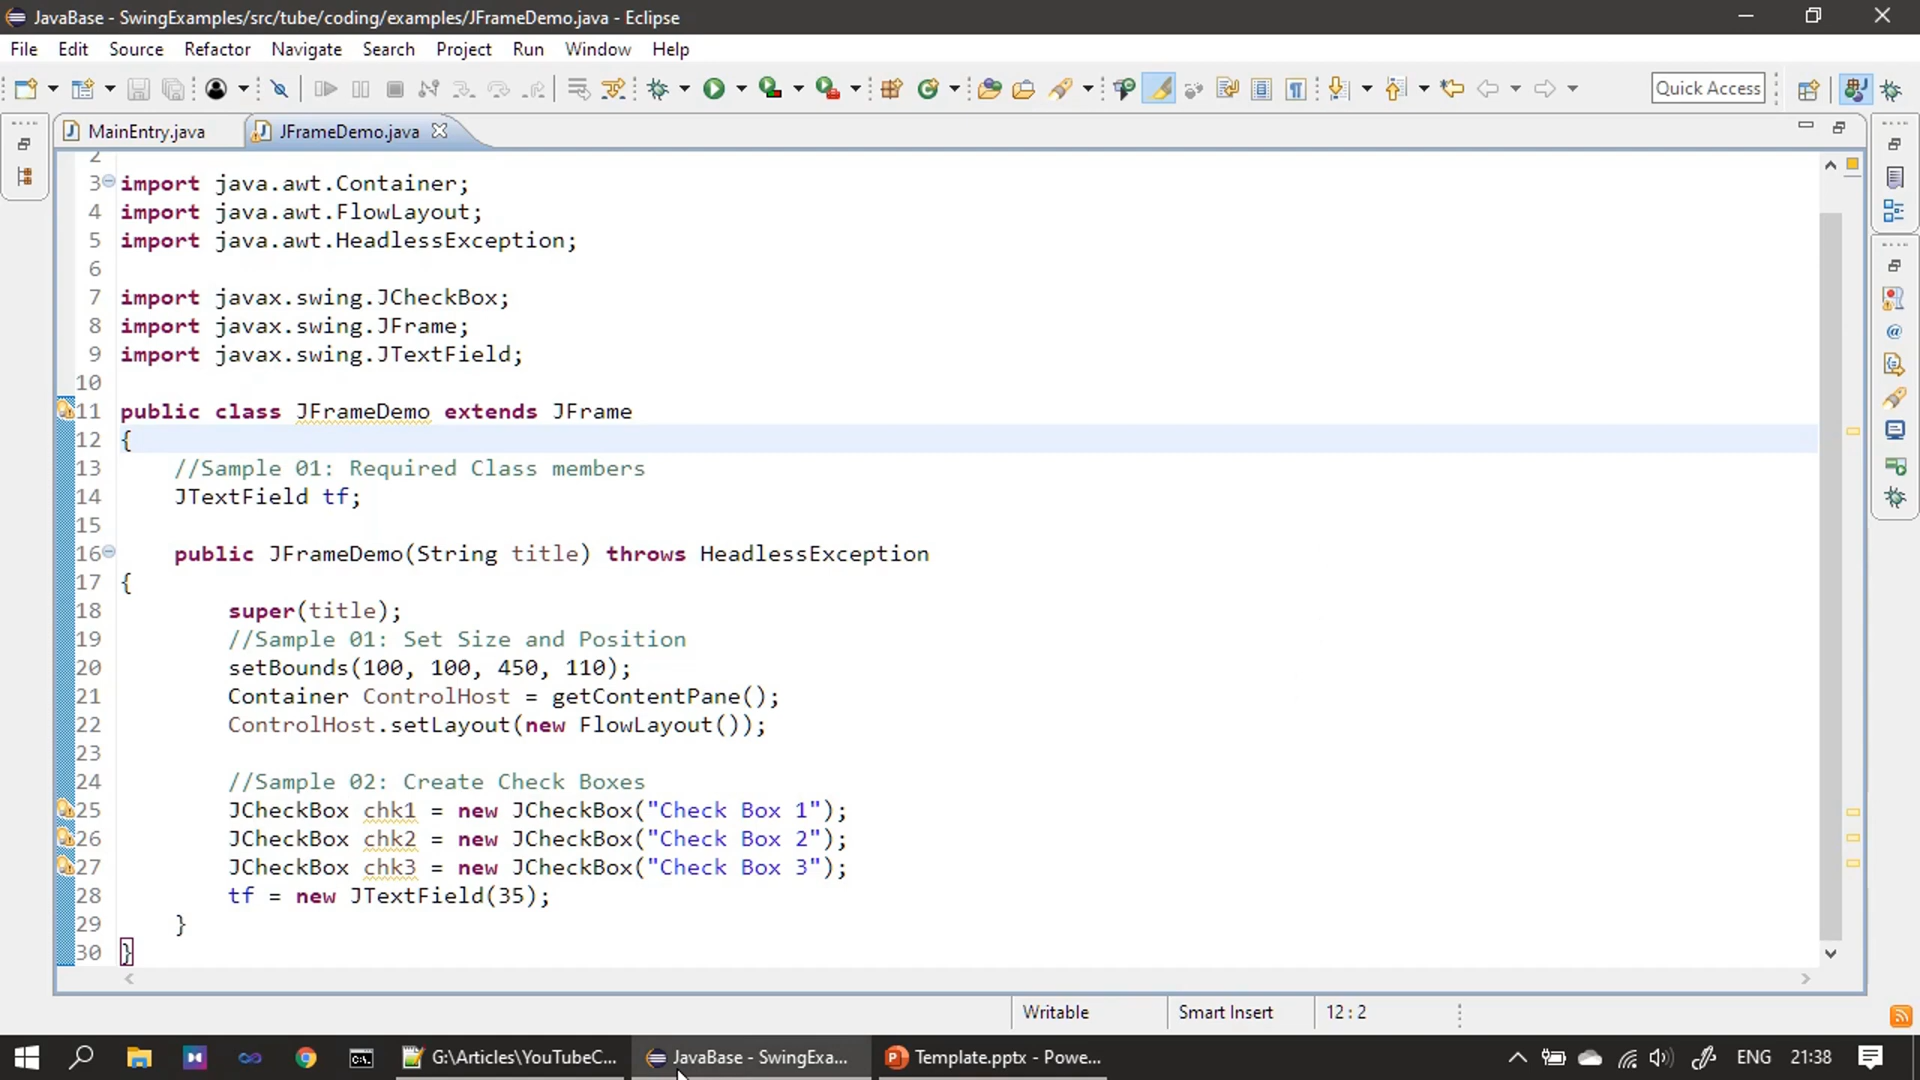 JavaBase - SwingExamples/src/tube/coding/examples/JFrameDemo.java - Eclipse
File Edit Source Refactor Navigate Search Project Run Window Help
Quick Access
MainEntry.java
JFrameDemo.java
2
3 import java.awt.Container;
4 import java.awt.FlowLayout;
5 import java.awt.HeadlessException;
6
7 import javax.swing.JCheckBox;
8 import javax.swing.JFrame;
9 import javax.swing.JTextField;
10
11 public class JFrameDemo extends JFrame
12 {
13 //Sample 01: Required Class members
14 JTextField tf;
15
16 public JFrameDemo(String title) throws HeadlessException
17 {
18 super(title);
19 //Sample 01: Set Size and Position
20 setBounds(100, 100, 450, 110);
21 Container ControlHost = getContentPane();
22 ControlHost.setLayout(new FlowLayout());
23
24 //Sample 02: Create Check Boxes
25 JCheckBox chk1 = new JCheckBox("Check Box 1");
26 JCheckBox chk2 = new JCheckBox("Check Box 2");
27 JCheckBox chk3 = new JCheckBox("Check Box 3");
28 tf = new JTextField(35);
29 }
30 }
Writable
Smart Insert
12 : 2
G:\Articles\YouTubeC...
JavaBase - SwingExa...
Template.pptx - Powe...
ENG
21:38